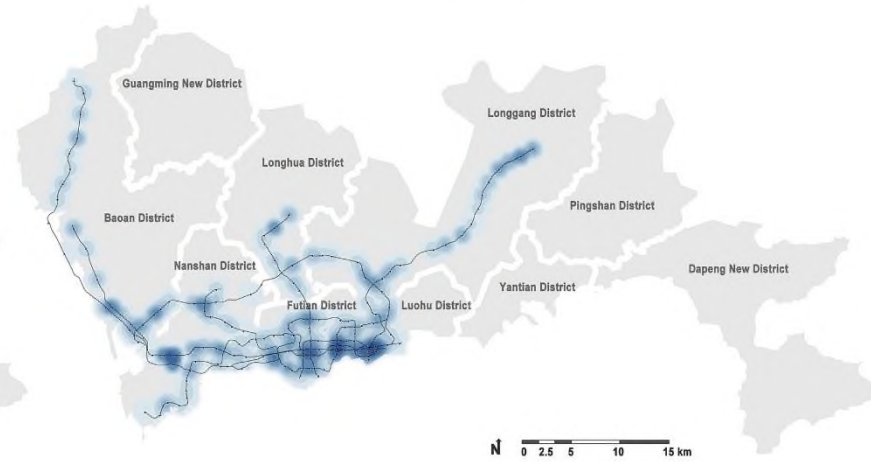 Guangming New District
Longgang District
Longhua District
Pingshan District
Baoan District
Nanshan District
Dapeng New District
Yantian District
Futian District
Luohu District
N
0 2.5 5 10 15 km